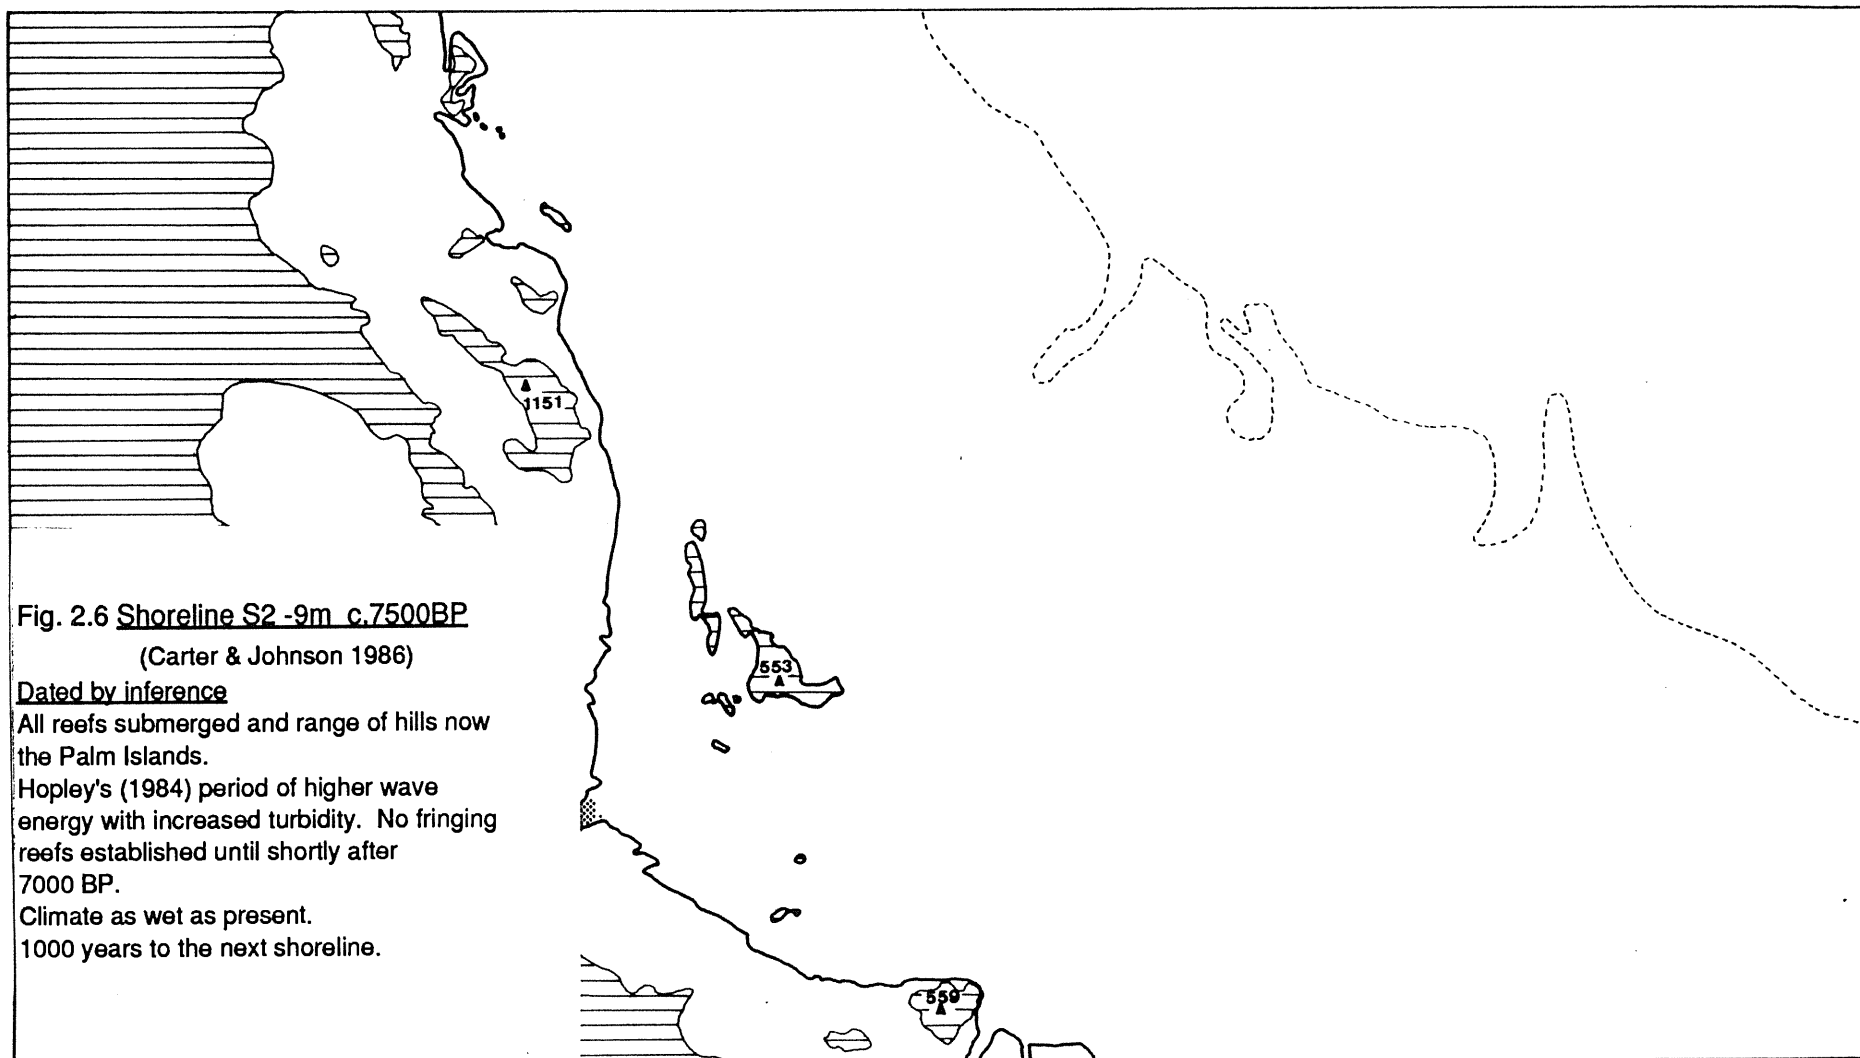 1151
553
Fig. 2.6 Shoreline S2 -9m c.7500BP
(Carter & Johnson 1986)
Dated by inference
All reefs submerged and range of hills now
the Palm Islands.
Hopley's (1984) period of higher wave
energy with increased turbidity. No fringing
reefs established until shortly after
7000 BP.
Climate as wet as present.
1000 years to the next shoreline.
559